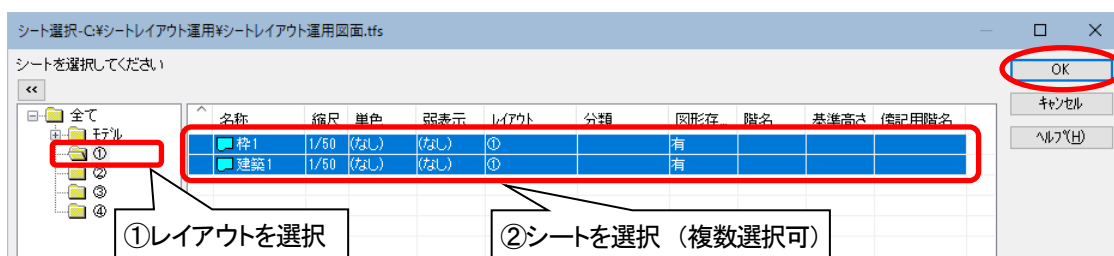 シート選択-C:¥シートレイアウト運用¥シートレイアウト運用図面.tfs
シートを選択してください
<<
OK
キャンセル
ヘルプ(H)
全て
モデル
①
②
③
④
名称 縮尺 単色 弱表示 レイアウト 分類 図形存... 階名 基準高さ 傍記用階名
枠1 1/50 (なし) (なし) ① 有
建築1 1/50 (なし) (なし) ① 有
①レイアウトを選択
②シートを選択 （複数選択可）